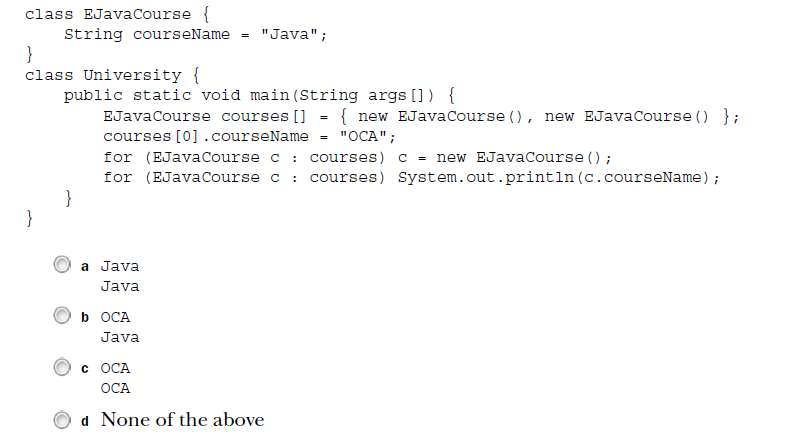 class EJavaCourse {
    String courseName = "Java";
}
class University {
    public static void main(String args[]) {
        EJavaCourse courses[] = { new EJavaCourse(), new EJavaCourse() };
        courses[0].courseName = "OCA";
        for (EJavaCourse c : courses) c = new EJavaCourse();
        for (EJavaCourse c : courses) System.out.println(c.courseName);
    }
}
a Java
Java
b OCA
Java
c OCA
OCA
d None of the above